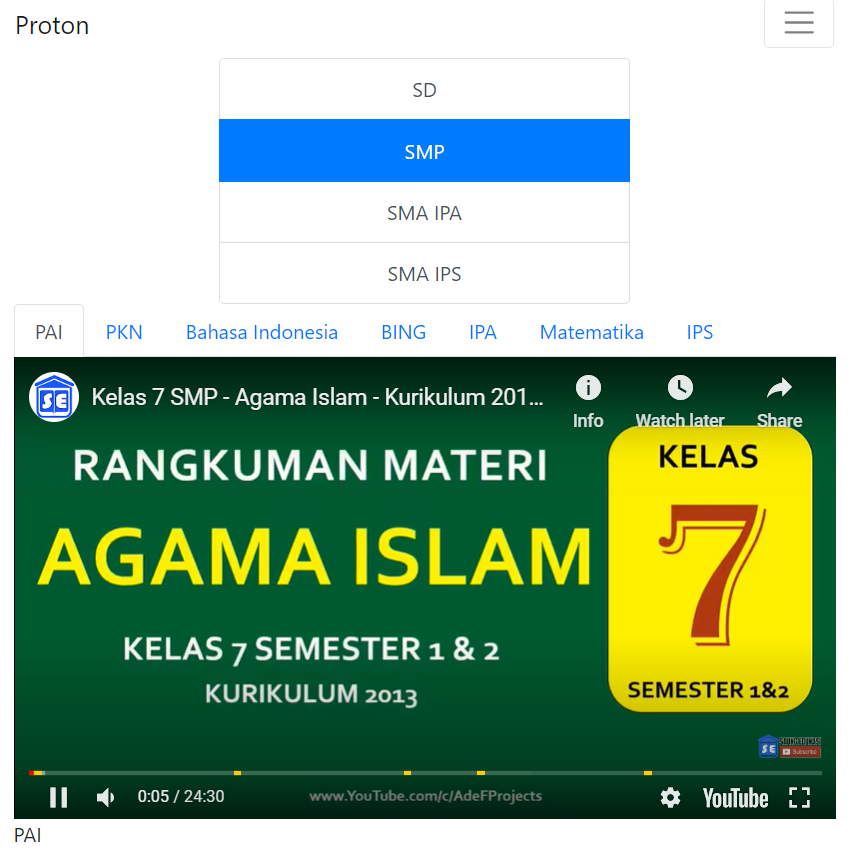 Proton
SD
SMP
SMA IPA
SMA IPS
PAI PKN Bahasa Indonesia BING IPA Matematika IPS
SE Kelas 7 SMP - Agama Islam - Kurikulum 201...
Info Watch later Share
RANGKUMAN MATERI
AGAMA ISLAM
KELAS 7 SEMESTER 1 & 2
KURIKULUM 2013
KELAS
7
SEMESTER 1&2
SE
Subscribe
0:05 / 24:30 www.YouTube.com/c/AdeFProjects YouTube
PAI